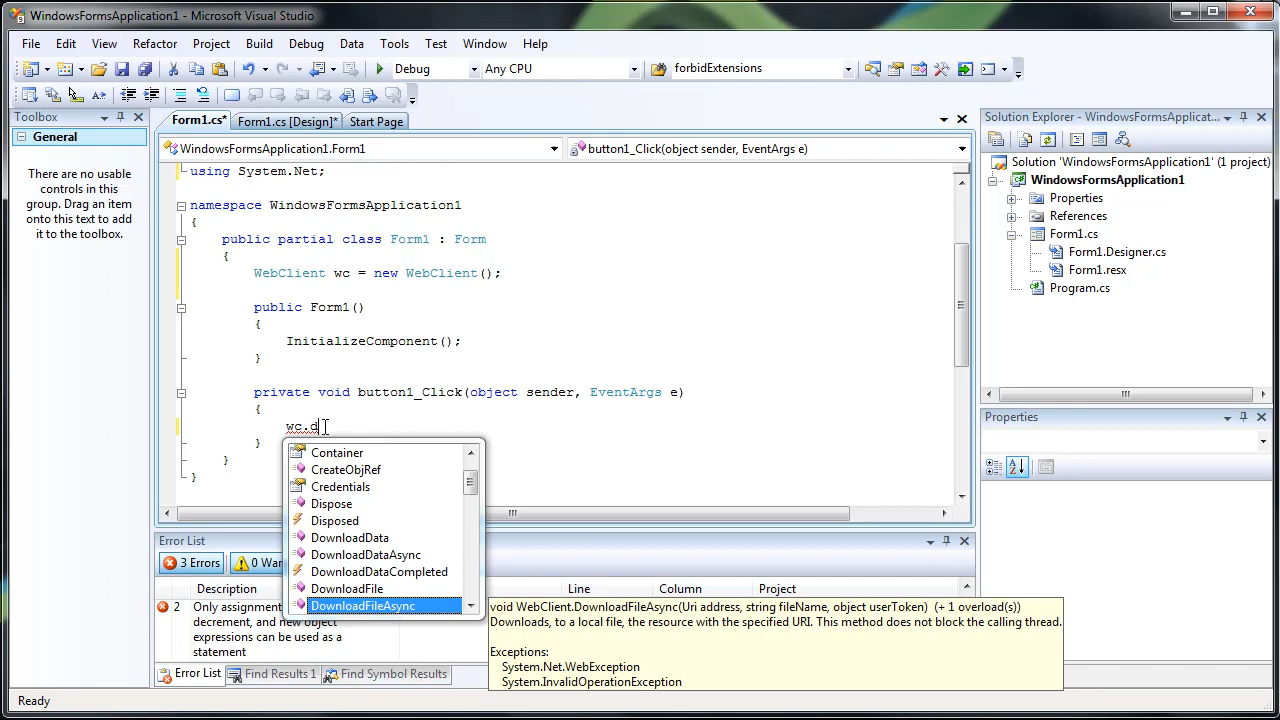 WindowsFormsApplication1 - Microsoft Visual Studio
File Edit View Refactor Project Build Debug Data Tools Test Window Help
Debug Any CPU forbidExtensions
Toolbox
General
There are no usable
controls in this
group. Drag an item
onto this text to add
it to the toolbox.
Form1.cs* Form1.cs [Design]* Start Page
WindowsFormsApplication1.Form1 button1_Click(object sender, EventArgs e)
using System.Net;
namespace WindowsFormsApplication1
{
public partial class Form1 : Form
{
WebClient wc = new WebClient();
public Form1()
{
InitializeComponent();
}
private void button1_Click(object sender, EventArgs e)
{
wc.d
}
}
}
Container
CreateObjRef
Credentials
Dispose
Disposed
DownloadData
DownloadDataAsync
DownloadDataCompleted
DownloadFile
DownloadFileAsync
void WebClient.DownloadFileAsync(Uri address, string fileName, object userToken) (+ 1 overload(s))
Downloads, to a local file, the resource with the specified URI. This method does not block the calling thread.
Exceptions:
System.Net.WebException
System.InvalidOperationException
Error List
3 Errors 0 War
Description Line Column Project
2 Only assignment
decrement, and new object
expressions can be used as a
statement
Error List Find Results 1 Find Symbol Results
Solution Explorer - WindowsFormsApplicat...
Solution 'WindowsFormsApplication1' (1 project)
WindowsFormsApplication1
Properties
References
Form1.cs
Form1.Designer.cs
Form1.resx
Program.cs
Properties
Ready